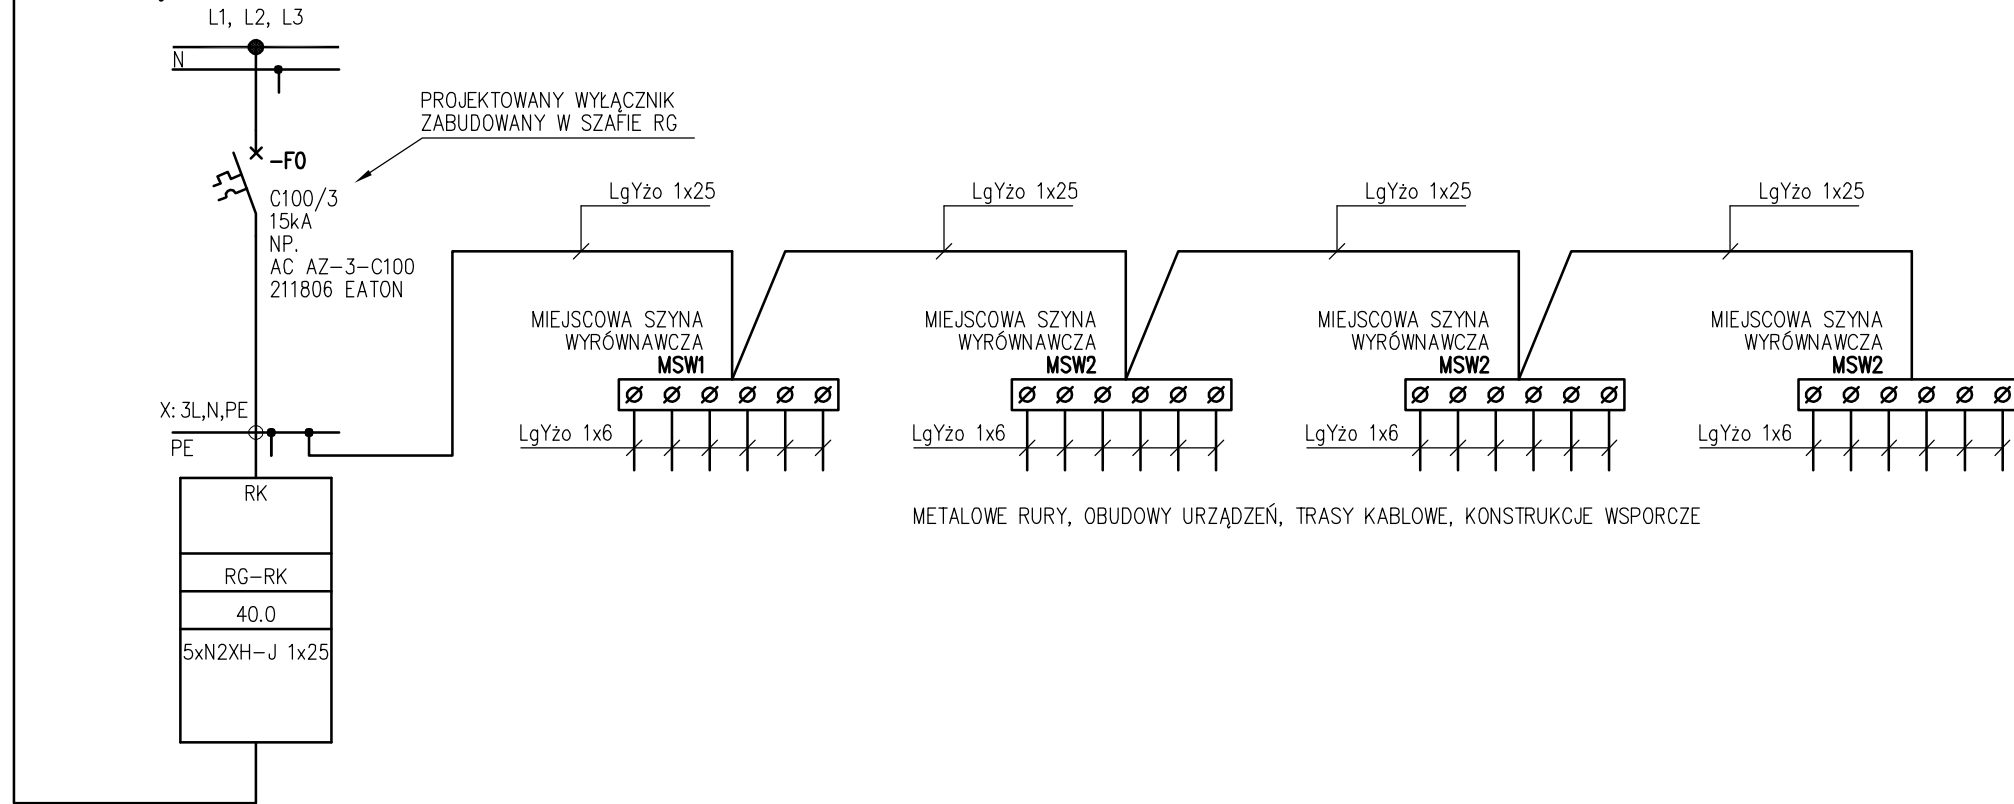 L1, L2, L3
N
PROJEKTOWANY WYŁĄCZNIK
ZABUDOWANY W SZAFIE RG
-F0
C100/3
15kA
NP.
AC AZ-3-C100
211806 EATON
LgYżo 1x25
LgYżo 1x25
LgYżo 1x25
LgYżo 1x25
MIEJSCOWA SZYNA
WYRÓWNAWCZA
MSW1
MIEJSCOWA SZYNA
WYRÓWNAWCZA
MSW2
MIEJSCOWA SZYNA
WYRÓWNAWCZA
MSW2
MIEJSCOWA SZYNA
WYRÓWNAWCZA
MSW2
X: 3L,N,PE
PE
LgYżo 1x6
LgYżo 1x6
LgYżo 1x6
LgYżo 1x6
METALOWE RURY, OBUDOWY URZĄDZEŃ, TRASY KABLOWE, KONSTRUKCJE WSPORCZE
RK
RG-RK
40.0
5xN2XH-J 1x25